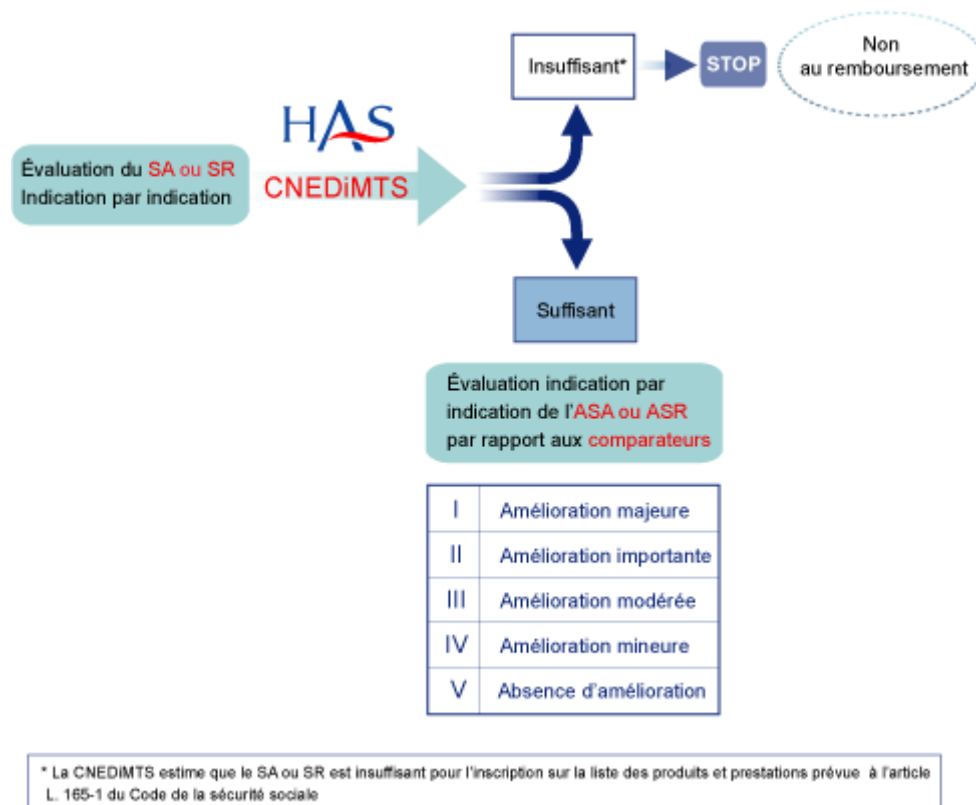 Insuffisant*
STOP
Non
au remboursement
HAS
CNEDiMTS
Évaluation du SA ou SR
Indication par indication
Suffisant
Évaluation indication par
indication de l'ASA ou ASR
par rapport aux comparateurs
I Amélioration majeure
II Amélioration importante
III Amélioration modérée
IV Amélioration mineure
V Absence d'amélioration
* La CNEDiMTS estime que le SA ou SR est insuffisant pour l'inscription sur la liste des produits et prestations prévue à l'article
L. 165-1 du Code de la sécurité sociale